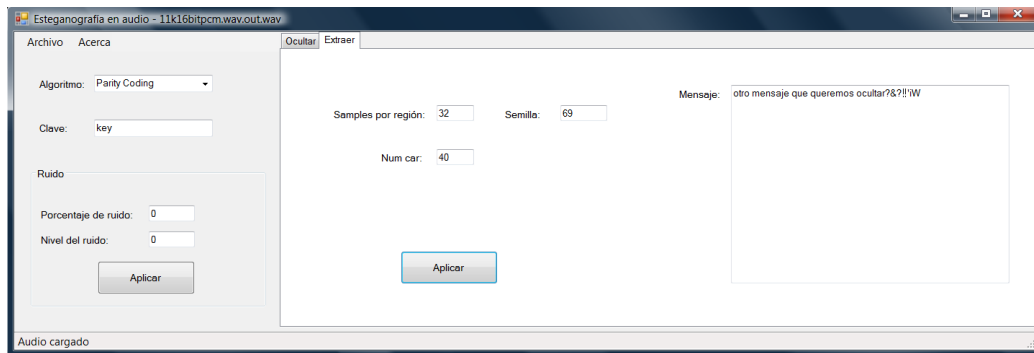 Esteganografía en audio - 11k16bitpcm.wav.out.wav
Archivo Acerca
Ocultar Extraer
Algoritmo: Parity Coding
Clave: key
Ruido
Porcentaje de ruido: 0
Nivel del ruido: 0
Aplicar
Samples por región: 32 Semilla: 69
Num car: 40
Aplicar
Mensaje: otro mensaje que queremos ocultar?&?!!'iW
Audio cargado